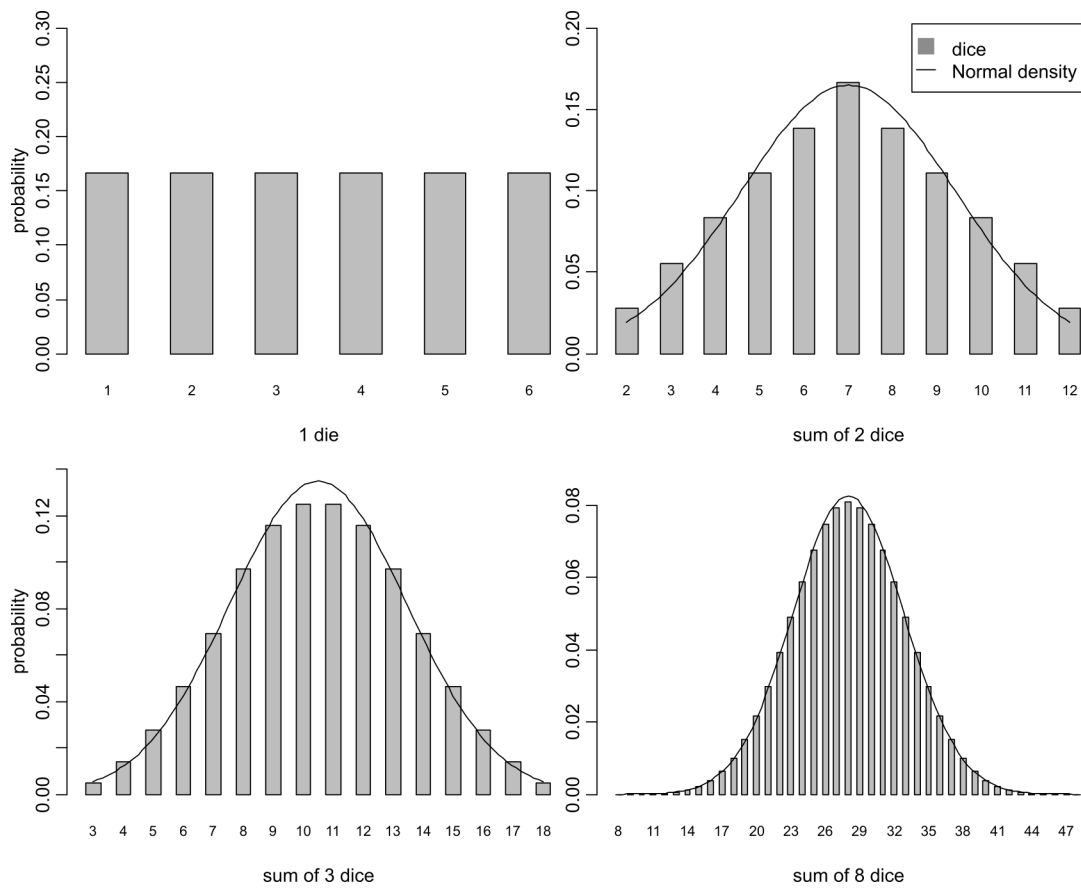 probability
0.00 0.05 0.10 0.15 0.20 0.25 0.30
1 2 3 4 5 6
1 die
0.00 0.05 0.10 0.15 0.20
dice
Normal density
2 3 4 5 6 7 8 9 10 11 12
sum of 2 dice
probability
0.00 0.04 0.08 0.12
3 4 5 6 7 8 9 10 11 12 13 14 15 16 17 18
sum of 3 dice
0.00 0.02 0.04 0.06 0.08
8 11 14 17 20 23 26 29 32 35 38 41 44 47
sum of 8 dice